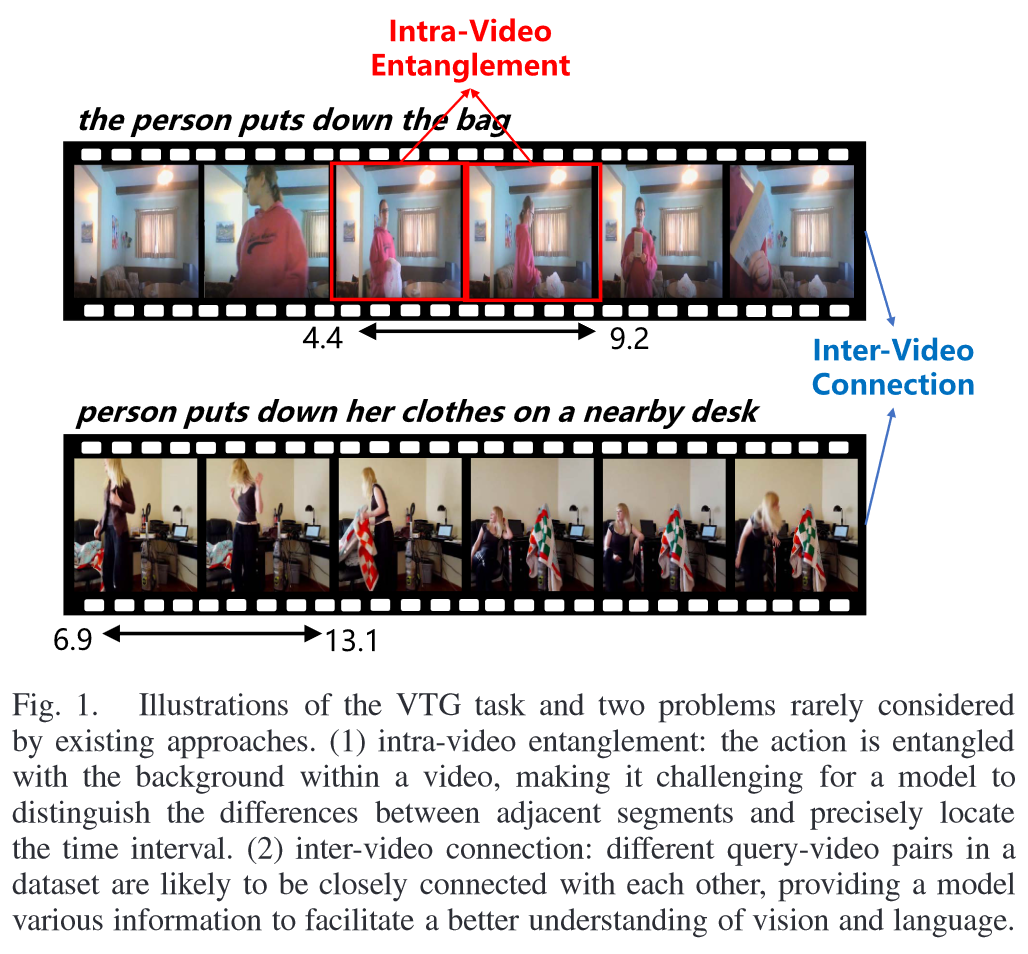 Intra-Video
Entanglement
the person puts down the bag
4.4
9.2
Inter-Video
Connection
person puts down her clothes on a nearby desk
6.9
13.1
Fig. 1. Illustrations of the VTG task and two problems rarely considered
by existing approaches. (1) intra-video entanglement: the action is entangled
with the background within a video, making it challenging for a model to
distinguish the differences between adjacent segments and precisely locate
the time interval. (2) inter-video connection: different query-video pairs in a
dataset are likely to be closely connected with each other, providing a model
various information to facilitate a better understanding of vision and language.